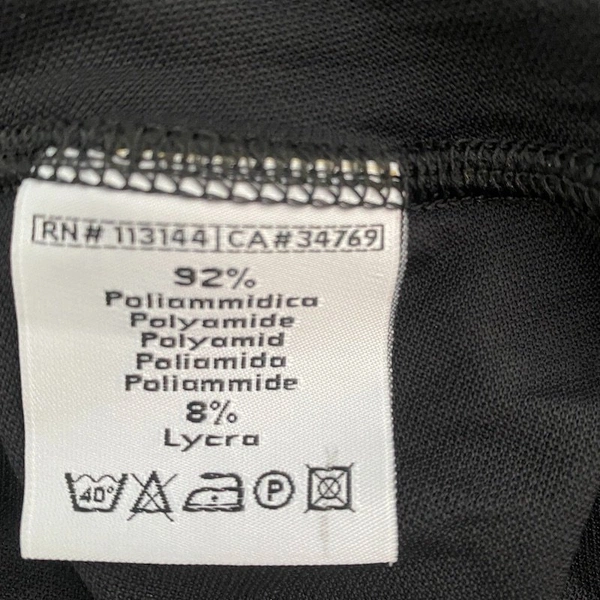 RN# 113144 CA#34769
92%
Poliammidica
Polyamide
Polyamid
Poliamida
Poliammide
8%
Lycra
40°
P